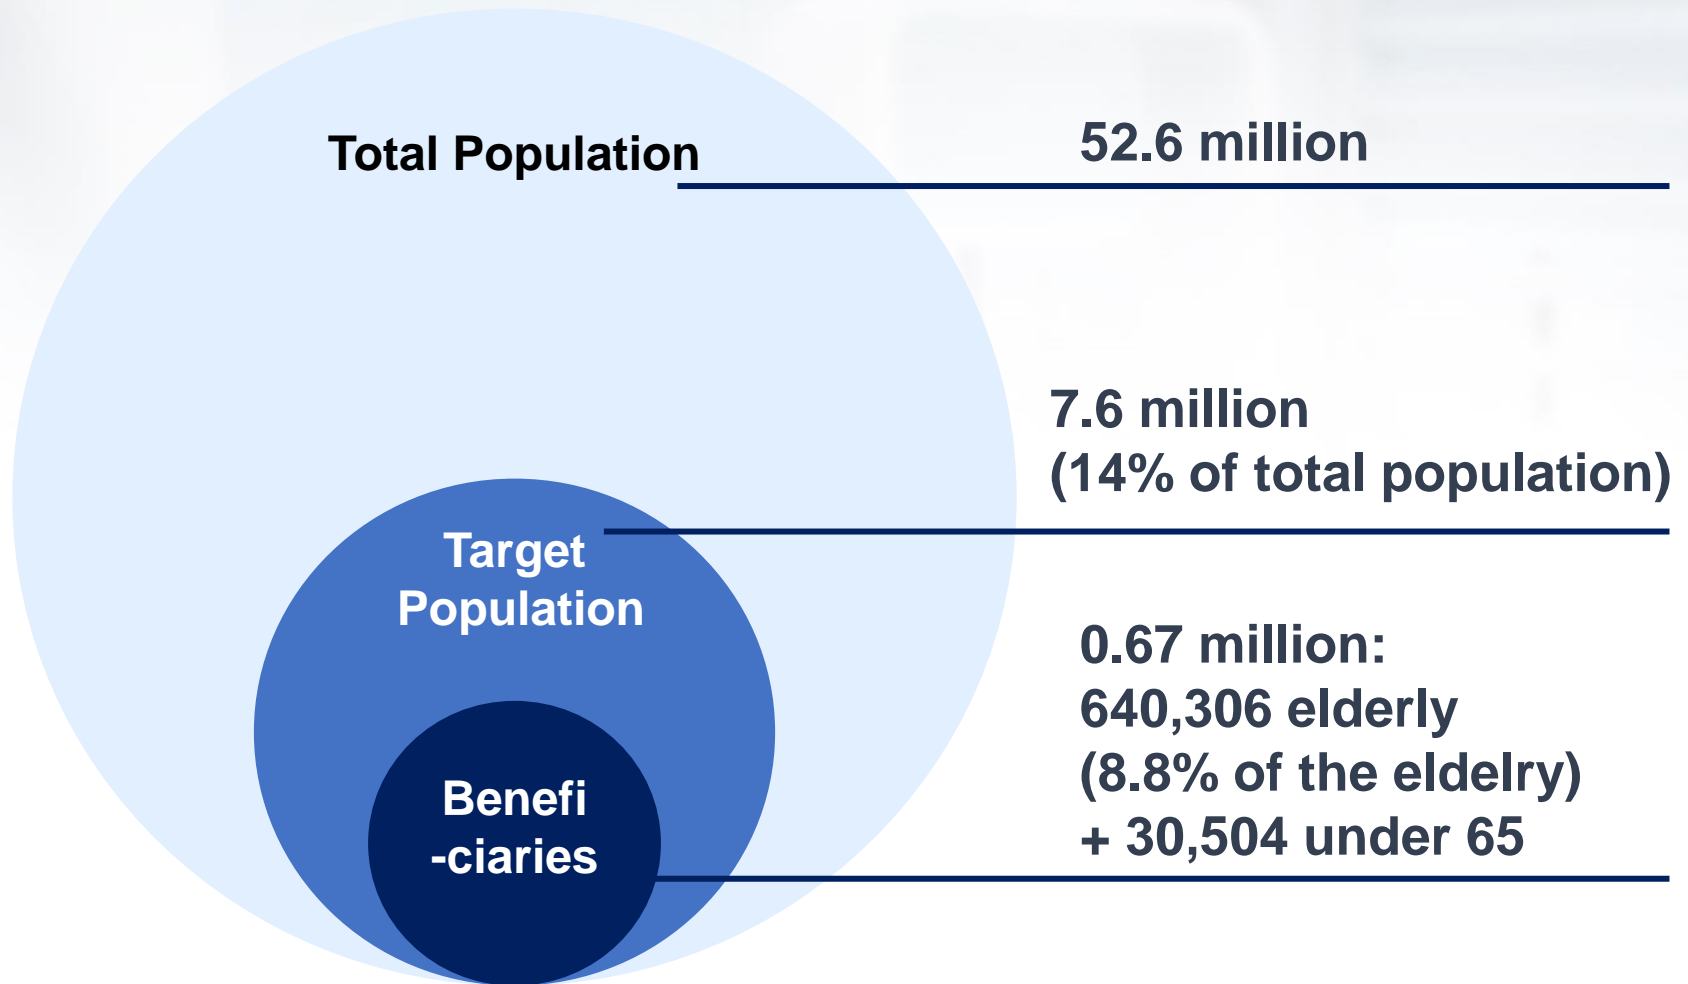 Total Population
52.6 million
7.6 million
(14% of total population)
Target
Population
0.67 million:
640,306 elderly
(8.8% of the eldelry)
+ 30,504 under 65
Benefi
-ciaries